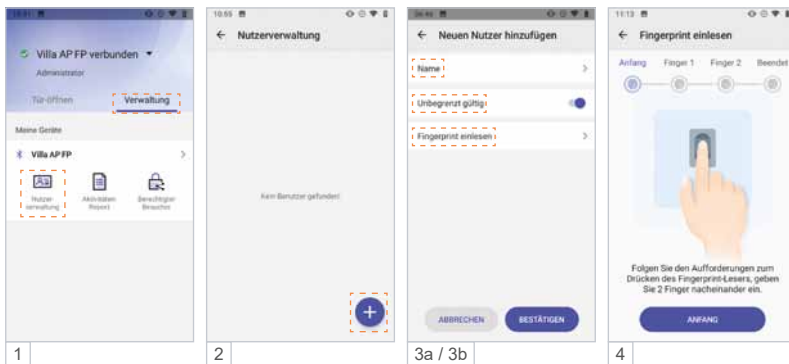 Villa AP FP verbunden
Administrator
Tür öffnen
Verwaltung
Meine Geräte
Villa AP FP
Nutzer-
verwaltung
Aktivitäten
Report
Berechtigter
Besucher
1
10:55
Nutzerverwaltung
Kein Benutzer gefunden!
2
Neuen Nutzer hinzufügen
Name
Unbegrenzt gültig
Fingerprint einlesen
ABBRECHEN
BESTÄTIGEN
3a / 3b
11:13
Fingerprint einlesen
Anfang
Finger 1
Finger 2
Beendet
Folgen Sie den Aufforderungen zum
Drücken des Fingerprint-Lesers, geben
Sie 2 Finger nacheinander ein.
ANFANG
4